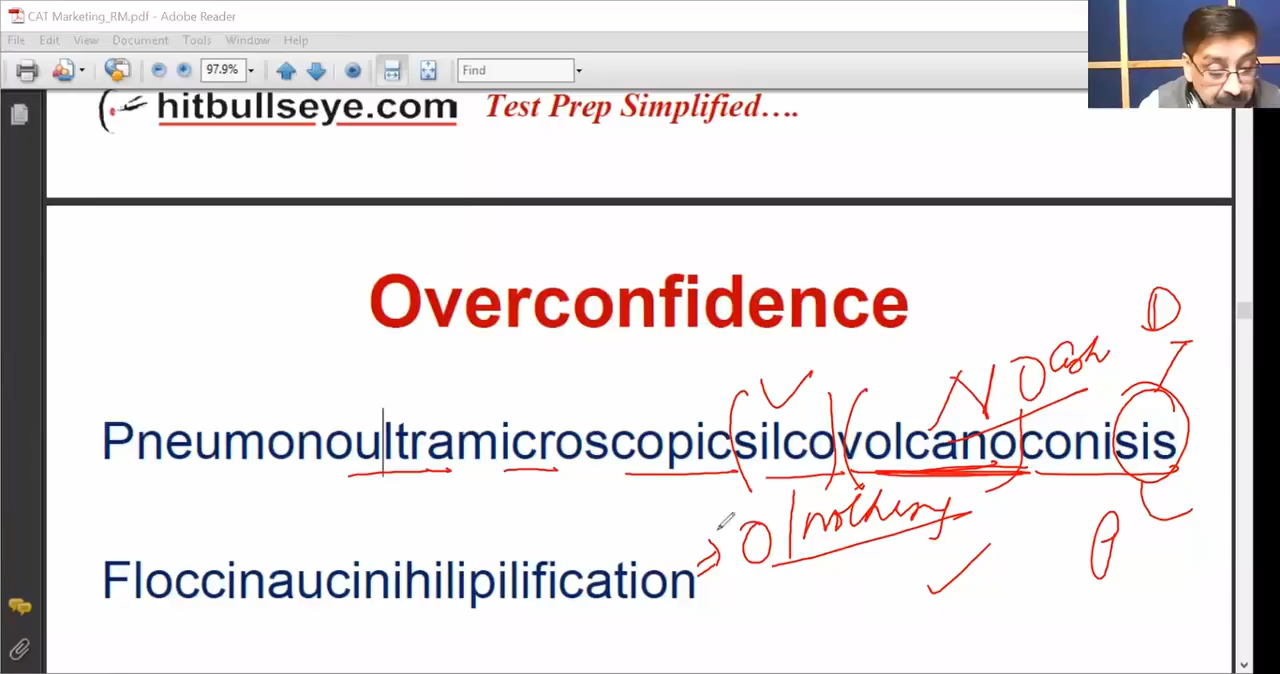 CAT Marketing_RM.pdf - Adobe Reader
File Edit View Document Tools Window Help
97.9% Find
hitbullseye.com Test Prep Simplified....
Overconfidence
D
NO Ash
Pneumonoultramicroscopicsilcovolcanoconisis
0/nothing
Floccinaucinihilipilification